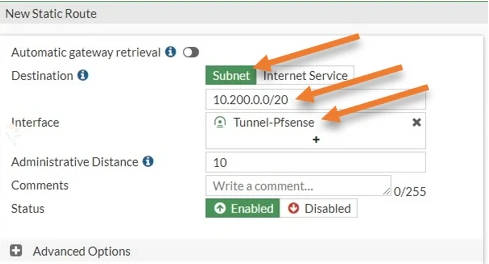 New Static Route
Automatic gateway retrieval
Destination Subnet Internet Service
10.200.0.0/20
Interface Tunnel-Pfsense
+
Administrative Distance 10
Comments Write a comment... 0/255
Status Enabled Disabled
Advanced Options